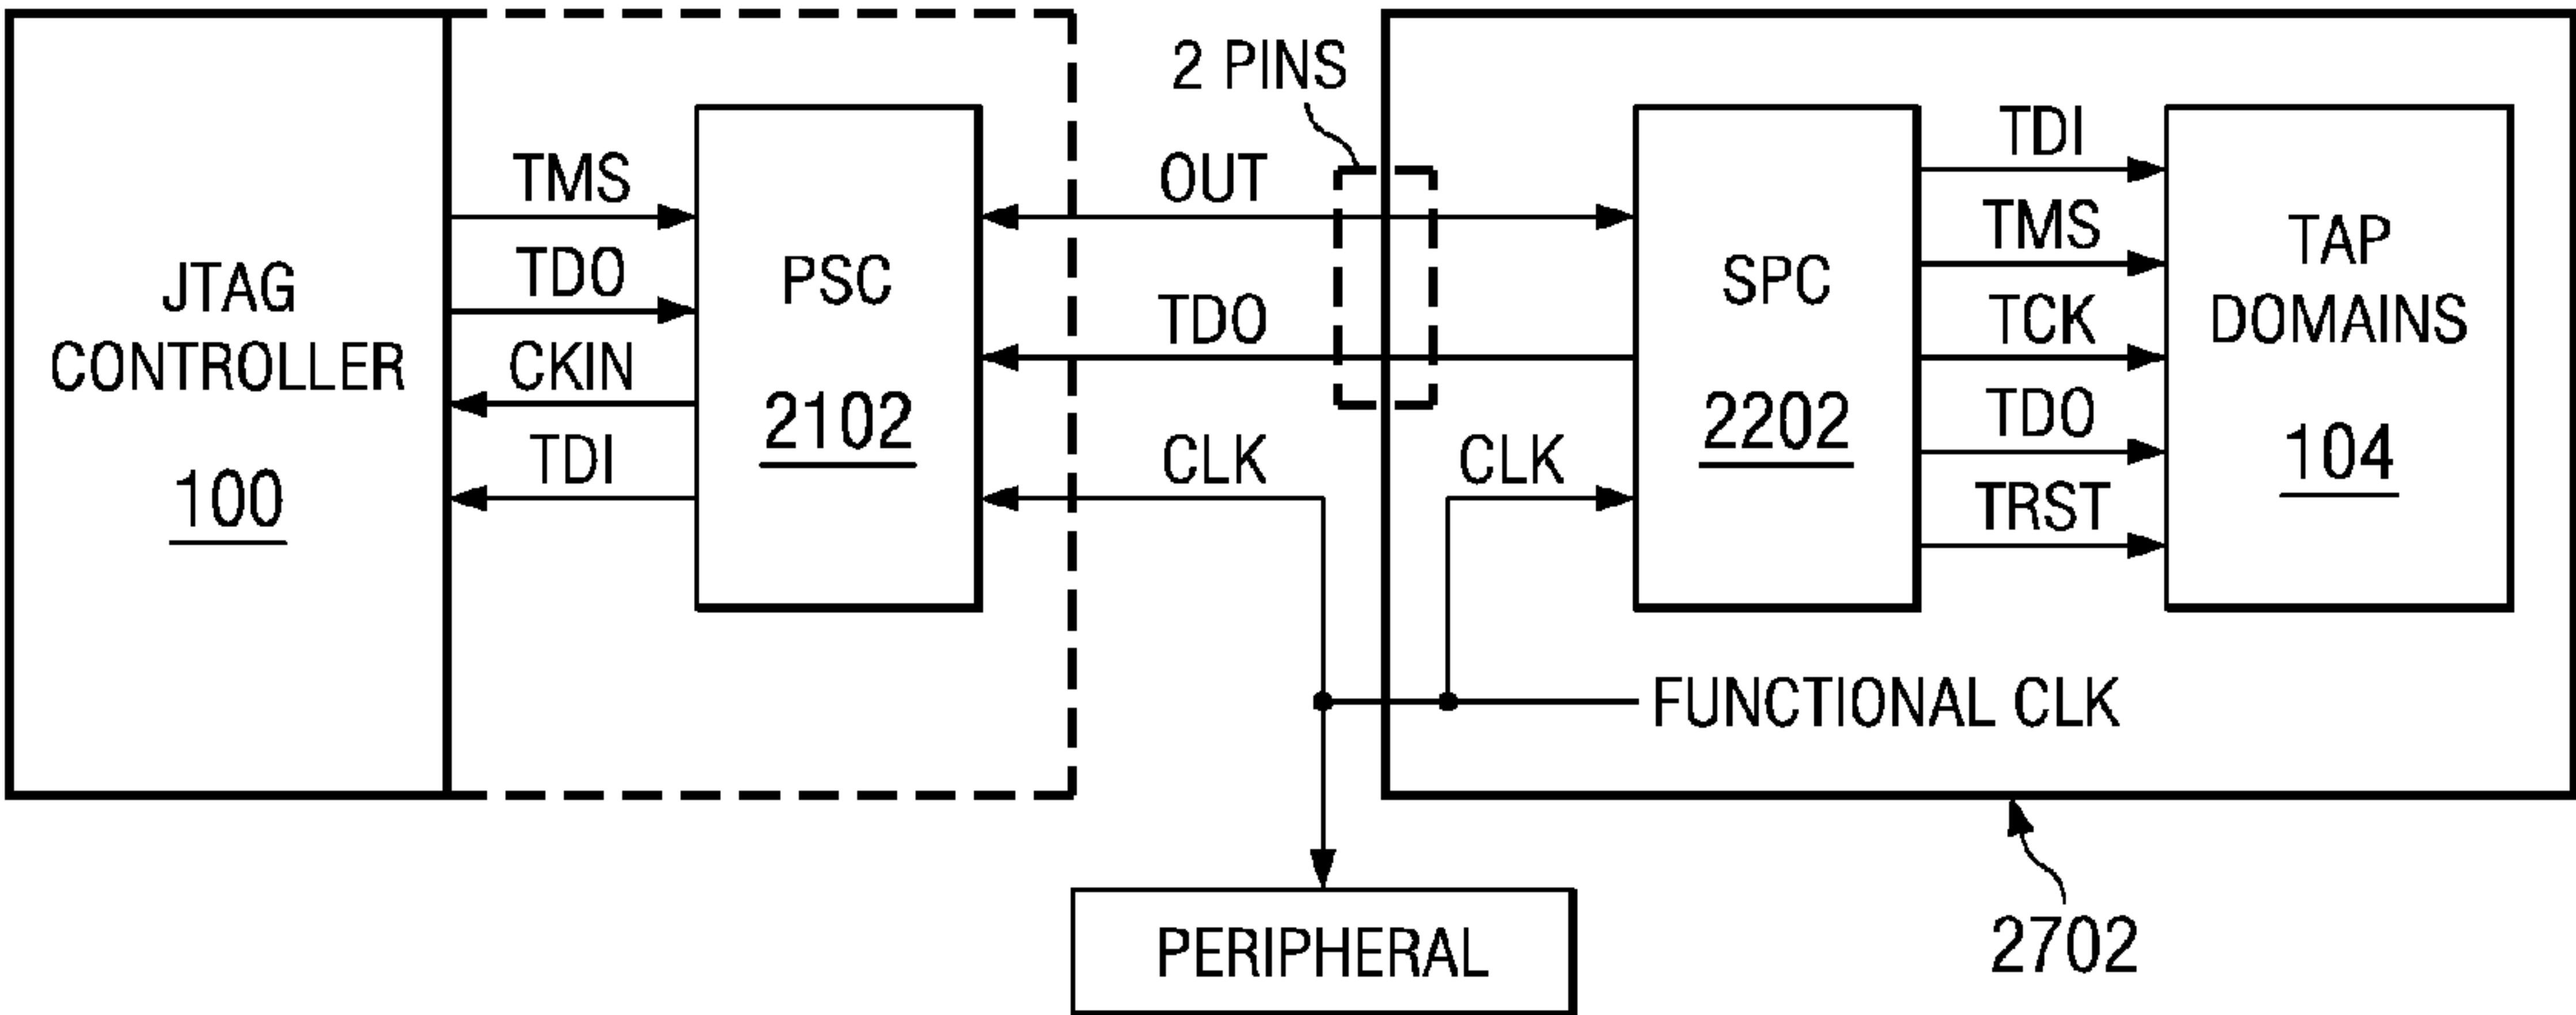 JTAG
CONTROLLER
100
TMS
TDO
CKIN
TDI
PSC
2102
2 PINS
OUT
TDO
CLK
CLK
SPC
2202
TDI
TMS
TCK
TDO
TRST
TAP
DOMAINS
104
FUNCTIONAL CLK
PERIPHERAL
2702